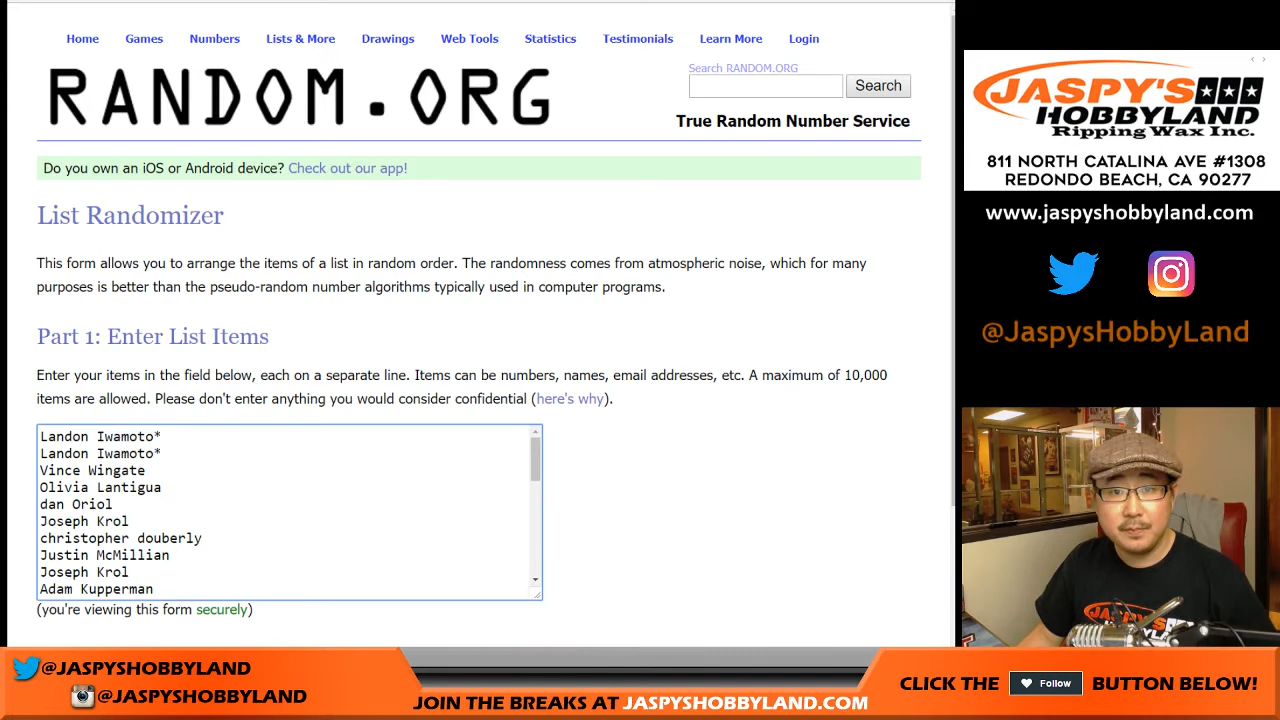 Home Games Numbers Lists & More Drawings Web Tools Statistics Testimonials Learn More Login
RANDOM.ORG
Search RANDOM.ORG
Search
True Random Number Service
Do you own an iOS or Android device? Check out our app!
List Randomizer
This form allows you to arrange the items of a list in random order. The randomness comes from atmospheric noise, which for many
purposes is better than the pseudo-random number algorithms typically used in computer programs.
Part 1: Enter List Items
Enter your items in the field below, each on a separate line. Items can be numbers, names, email addresses, etc. A maximum of 10,000
items are allowed. Please don't enter anything you would consider confidential (here's why).
Landon Iwamoto*
Landon Iwamoto*
Vince Wingate
Olivia Lantigua
dan Oriol
Joseph Krol
christopher douberly
Justin McMillian
Joseph Krol
Adam Kupperman
(you're viewing this form securely)
JASPY'S
HOBBYLAND
Ripping Wax Inc.
811 NORTH CATALINA AVE #1308
REDONDO BEACH, CA 90277
www.jaspyshobbyland.com
@JaspysHobbyLand
JASPY'S
HOBBYLAND
@JASPYSHOBBYLAND
@JASPYSHOBBYLAND
JOIN THE BREAKS AT JASPYSHOBBYLAND.COM
CLICK THE Follow BUTTON BELOW!